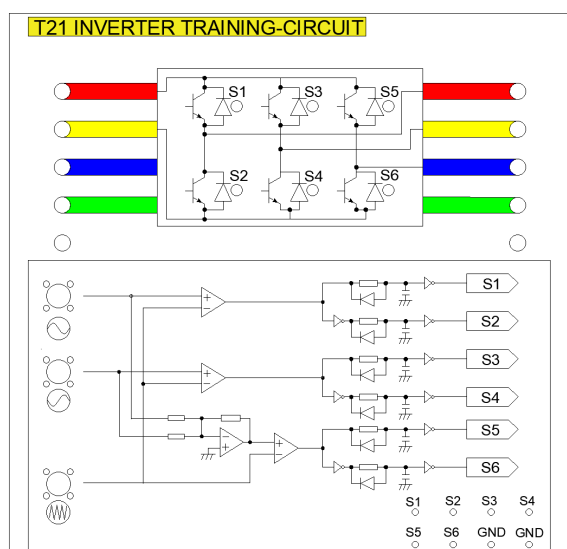 T21 INVERTER TRAINING-CIRCUIT
S1 S3 S5
S2 S4 S6
S1
S2
S3
S4
S5
S6
S1 S2 S3 S4
S5 S6 GND GND